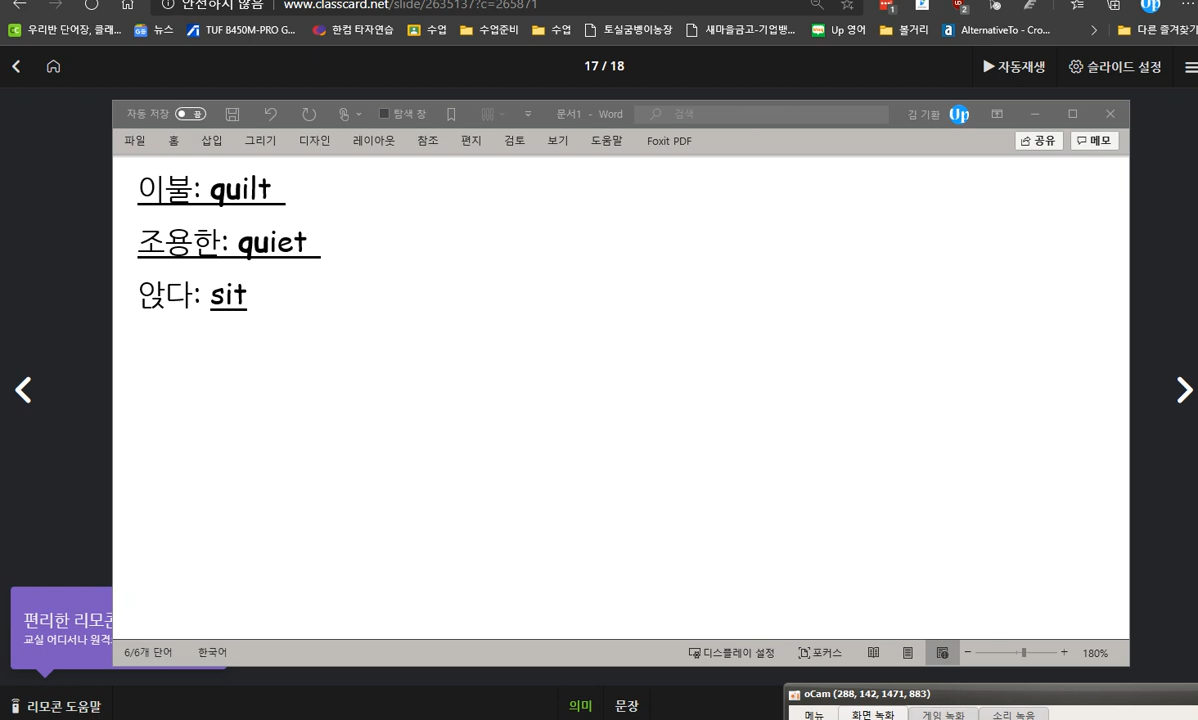 안전하지 않음 | www.classcard.net/slide/2635137?c=265871
우리반 단어장, 클래... 뉴스 TUF B450M-PRO G... 한컴 타자연습 수업 수업준비 수업 토실금뱅이농장 새마을금고-기업뱅... Up 영어 볼거리 AlternativeTo - Cro... 다른 즐겨찾기
17 / 18 자동재생 슬라이드 설정
자동 저장 끔 탐색 창 문서1 - Word 검색 김 기환 Up
파일 홈 삽입 그리기 디자인 레이아웃 참조 편지 검토 보기 도움말 Foxit PDF 공유 메모
이불: quilt
조용한: quiet
앉다: sit
편리한 리모콘
교실 어디서나 원격
6/6개 단어 한국어 디스플레이 설정 포커스 180%
리모콘 도움말 의미 문장
oCam (288, 142, 1471, 883)
메뉴 화면 녹화 게임 녹화 소리 녹음